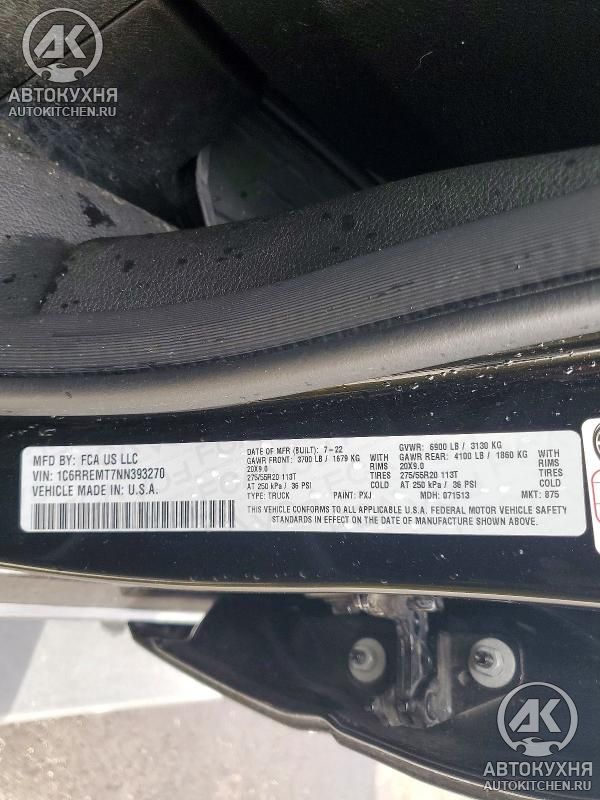 АК
АВТОКУХНЯ
AUTOKITCHEN.RU
MFD BY: FCA US LLC
VIN: 1C6RREMT7NN393270
VEHICLE MADE IN: U.S.A.
DATE OF MFR (BUILT): 7-22 GVWR: 6900 LB / 3130 KG
GAWR FRONT: 3700 LB / 1679 KG WITH GAWR REAR: 4100 LB / 1860 KG WITH
20X9.0 RIMS 20X9.0 RIMS
275/55R20 113T TIRES 275/55R20 113T TIRES
AT 250 kPa / 36 PSI COLD AT 250 kPa / 36 PSI COLD
TYPE: TRUCK PAINT: PXJ MDH: 071513 MKT: 875
THIS VEHICLE CONFORMS TO ALL APPLICABLE U.S.A. FEDERAL MOTOR VEHICLE SAFETY
STANDARDS IN EFFECT ON THE DATE OF MANUFACTURE SHOWN ABOVE.
АК
АВТОКУХНЯ
AUTOKITCHEN.RU